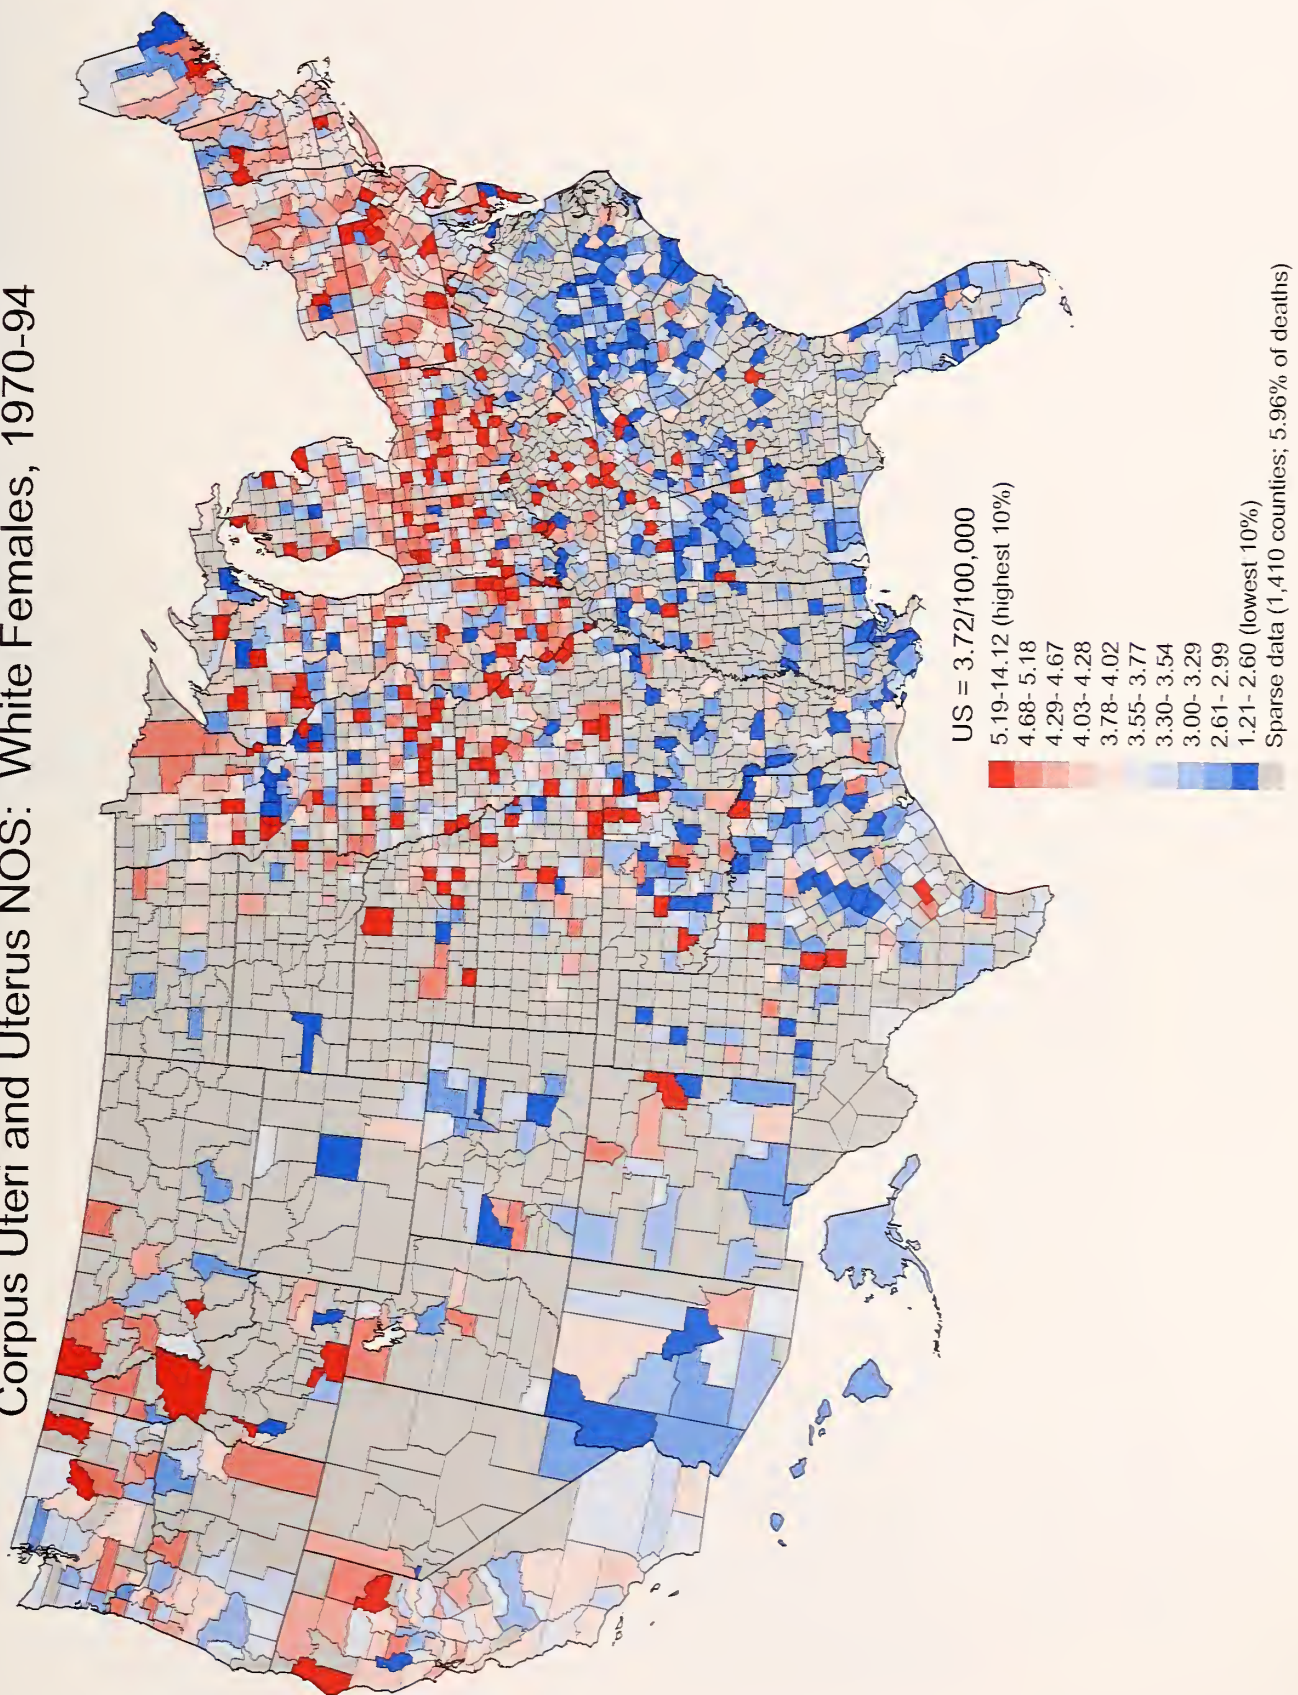 Corpus Uteri and Uterus NOS: White Females, 1970-94
US = 3.72/100,000
5.19-14.12 (highest 10%)
4.68- 5.18
4.29- 4.67
4.03- 4.28
3.78- 4.02
3.55- 3.77
3.30- 3.54
3.00- 3.29
2.61- 2.99
1.21- 2.60 (lowest 10%)
Sparse data (1,410 counties; 5.96% of deaths)